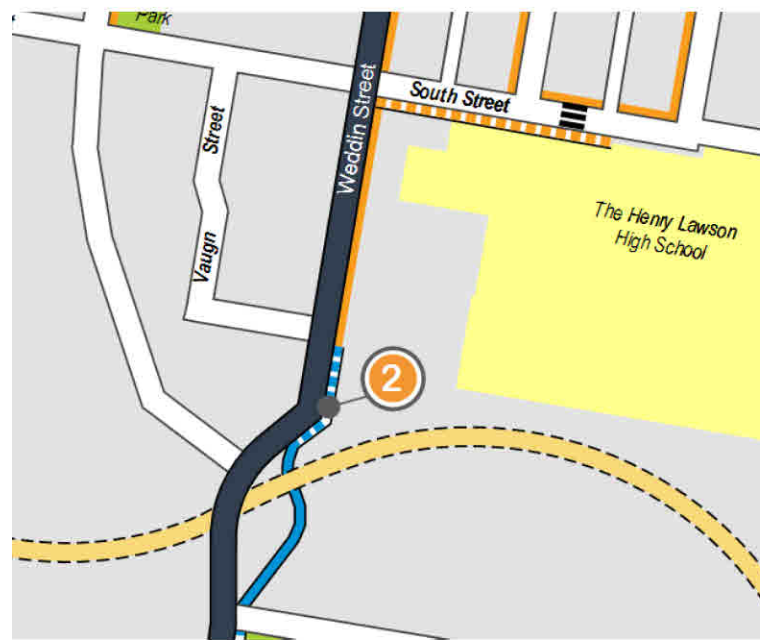 Park
South Street
Weddin Street
Street
Vaugn
The Henry Lawson
High School
2